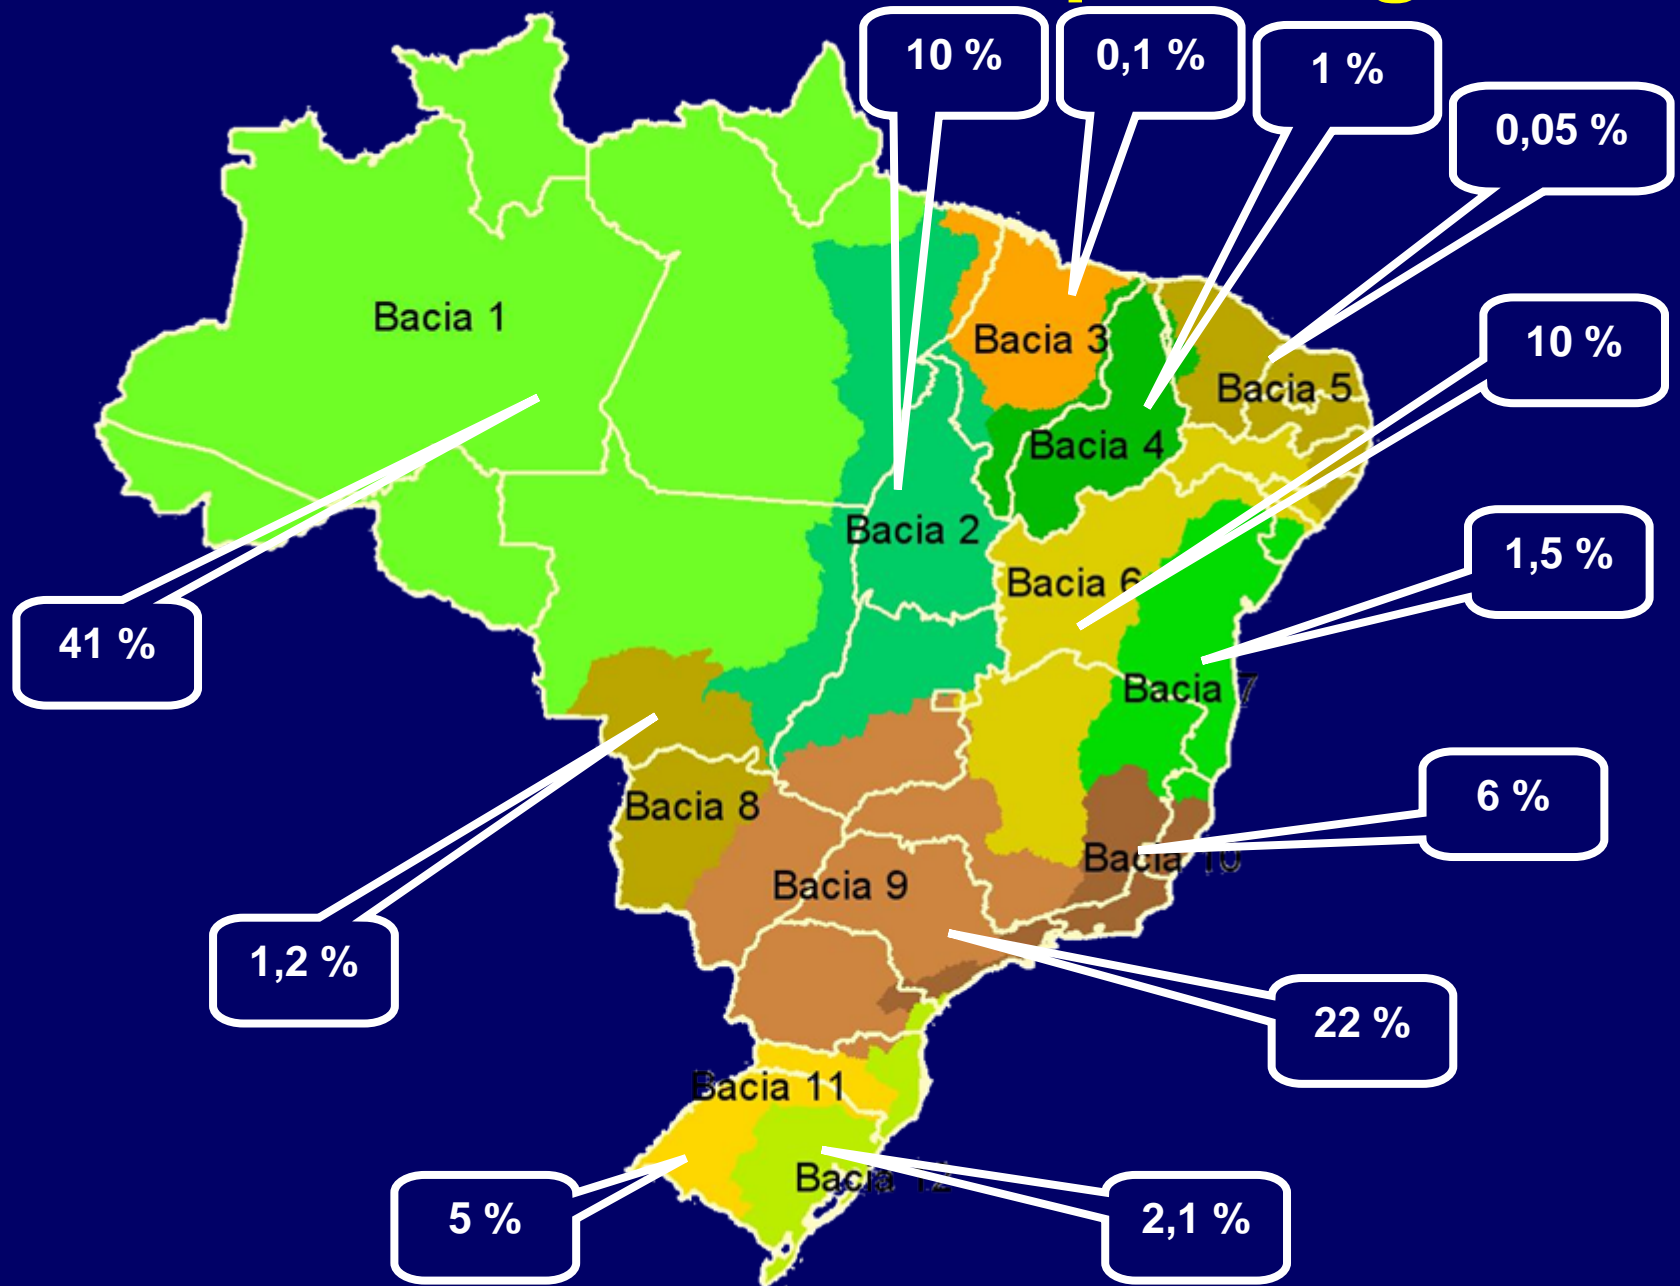 10 %
0,1 %
1 %
0,05 %
Bacia 1
Bacia 3
10 %
Bacia 5
Bacia 4
Bacia 2
1,5 %
Bacia 6
41 %
Bacia 7
Bacia 8
6 %
Bacia 10
Bacia 9
1,2 %
22 %
Bacia 11
Bacia 12
5 %
2,1 %